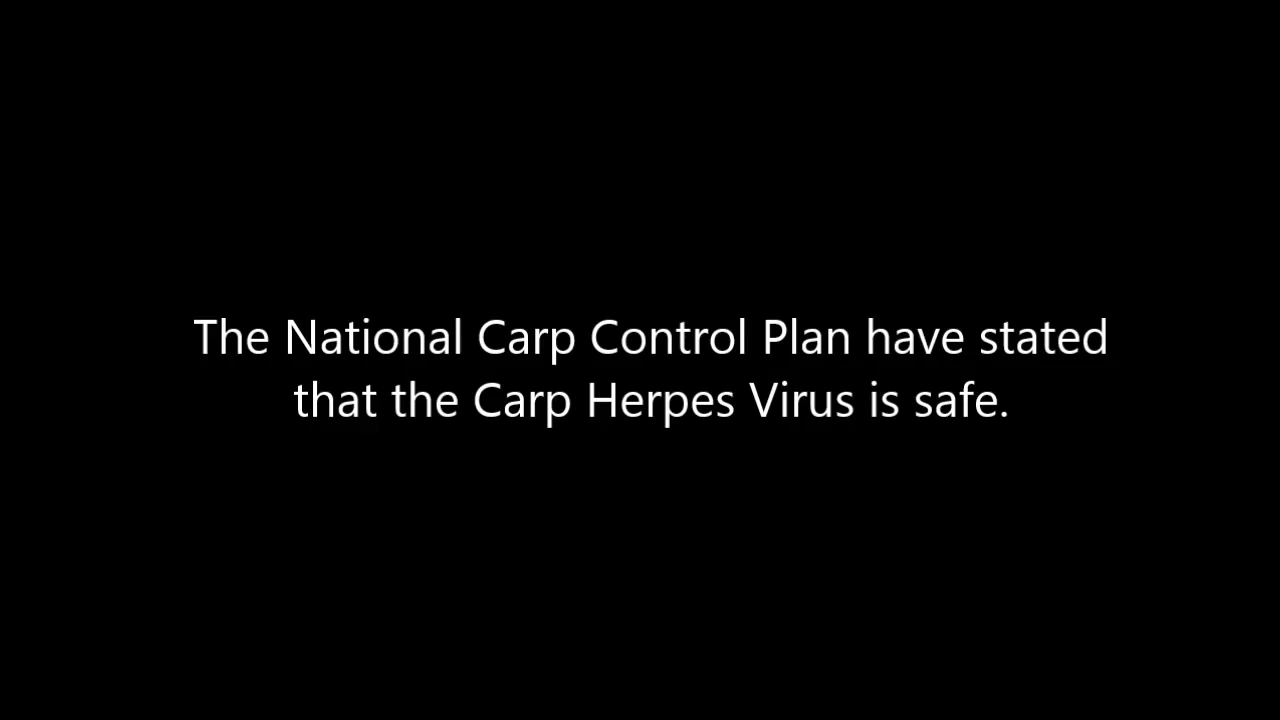 The National Carp Control Plan have stated
that the Carp Herpes Virus is safe.